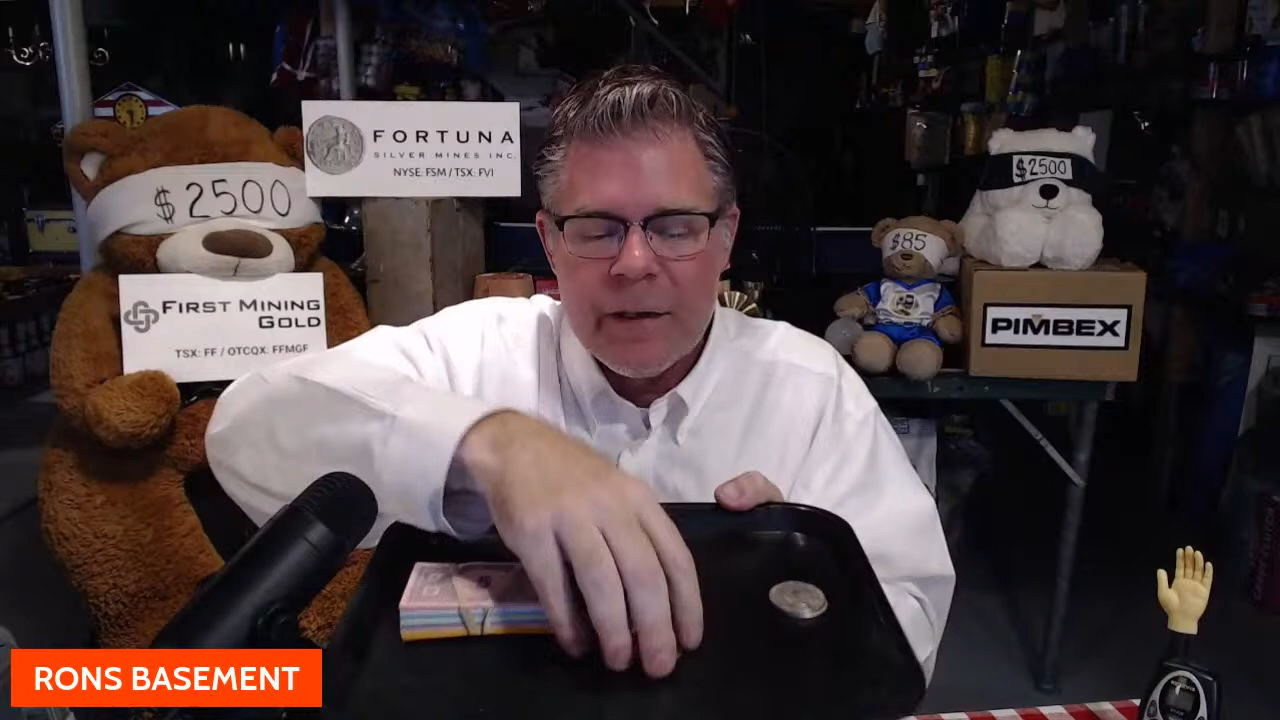 FORTUNA
SILVER MINES INC.
NYSE: FSM / TSX: FVI
$2500
FIRST MINING
GOLD
TSX: FF / OTCQX: FFMGF
$2500
$85
PIMBEX
RONS BASEMENT